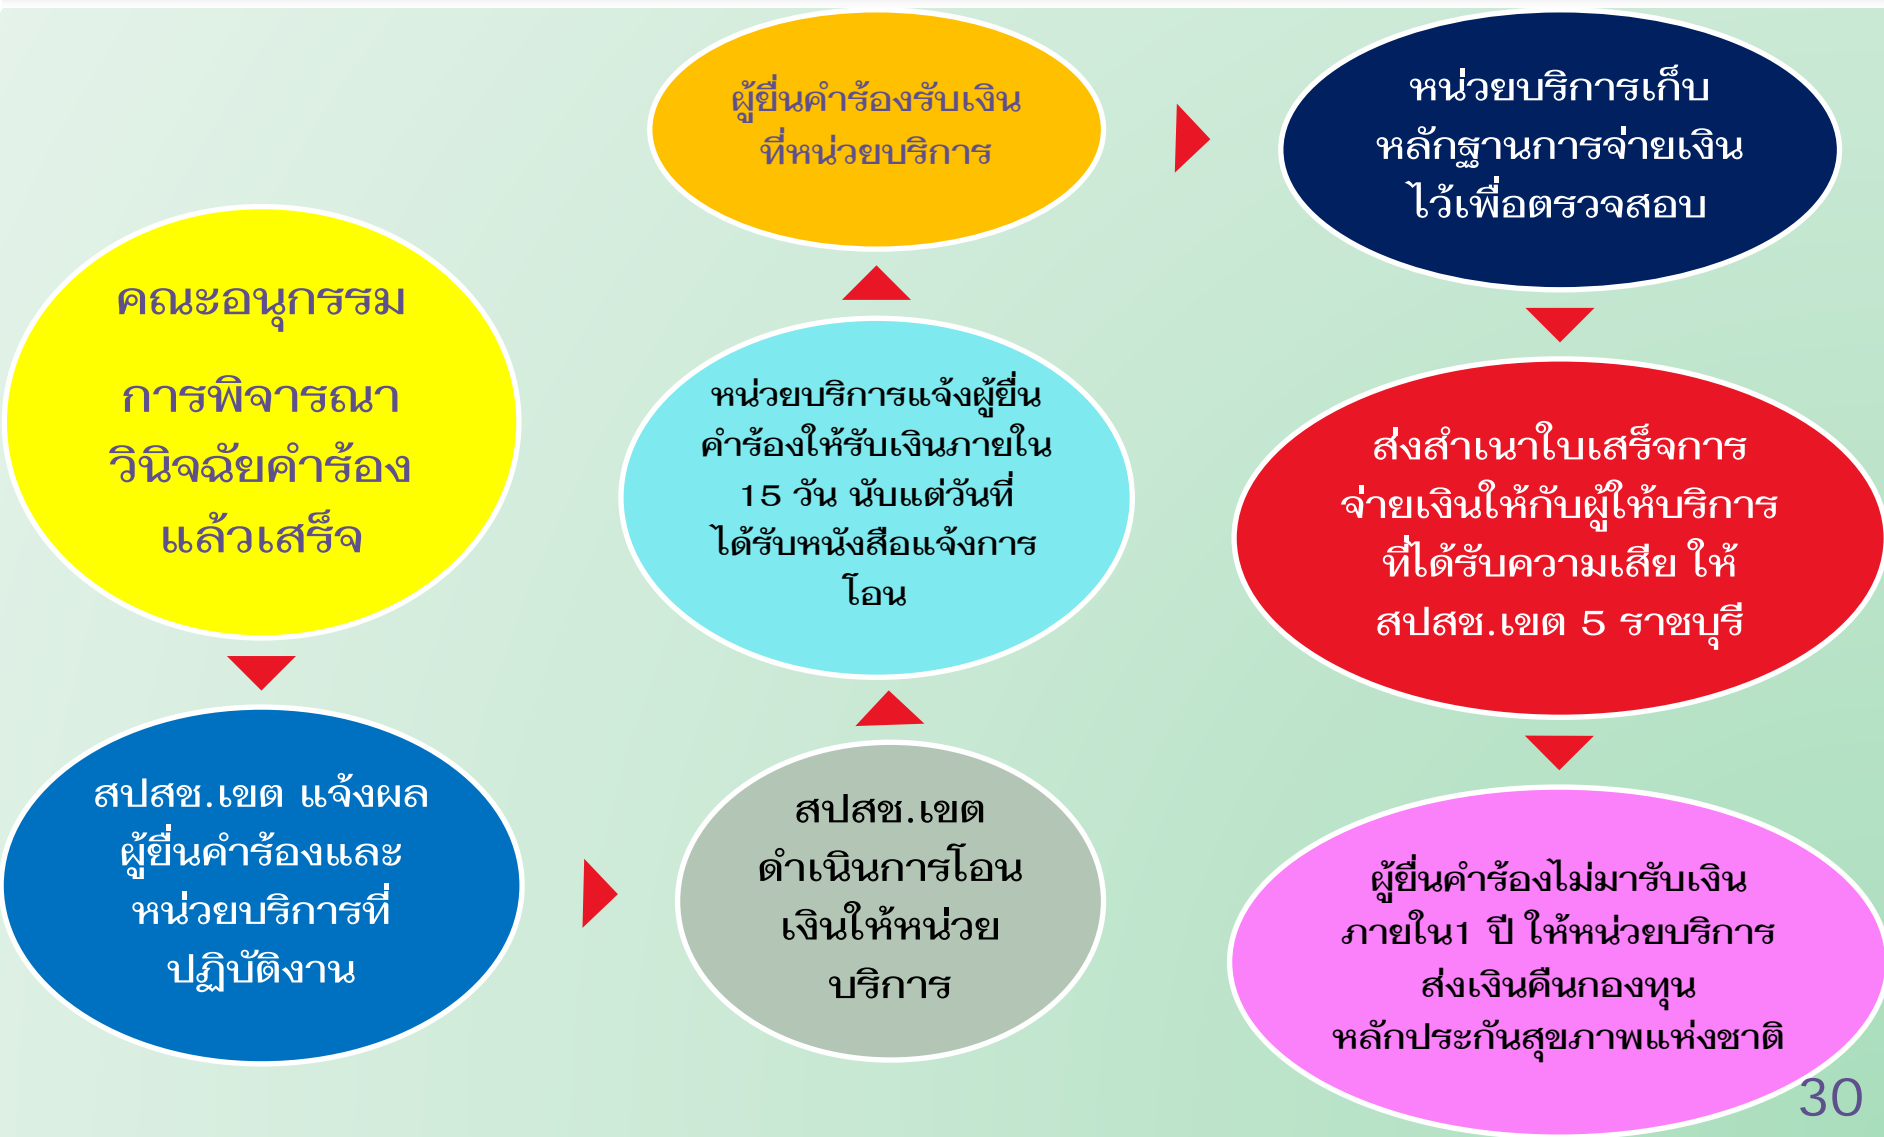 คณะอนุกรรม
การพิจารณา
วินิจฉัยคำร้อง
แล้วเสร็จ
สปสช.เขต แจ้งผล
ผู้ยื่นคำร้องและ
หน่วยบริการที่
ปฏิบัติงาน
สปสช.เขต
ดำเนินการโอน
เงินให้หน่วย
บริการ
หน่วยบริการแจ้งผู้ยื่น
คำร้องให้รับเงินภายใน
15 วัน นับแต่วันที่
ได้รับหนังสือแจ้งการ
โอน
ผู้ยื่นคำร้องรับเงิน
ที่หน่วยบริการ
หน่วยบริการเก็บ
หลักฐานการจ่ายเงิน
ไว้เพื่อตรวจสอบ
ส่งสำเนาใบเสร็จการ
จ่ายเงินให้กับผู้ให้บริการ
ที่ได้รับความเสีย ให้
สปสช.เขต 5 ราชบุรี
ผู้ยื่นคำร้องไม่มารับเงิน
ภายใน1 ปี ให้หน่วยบริการ
ส่งเงินคืนกองทุน
หลักประกันสุขภาพแห่งชาติ
30